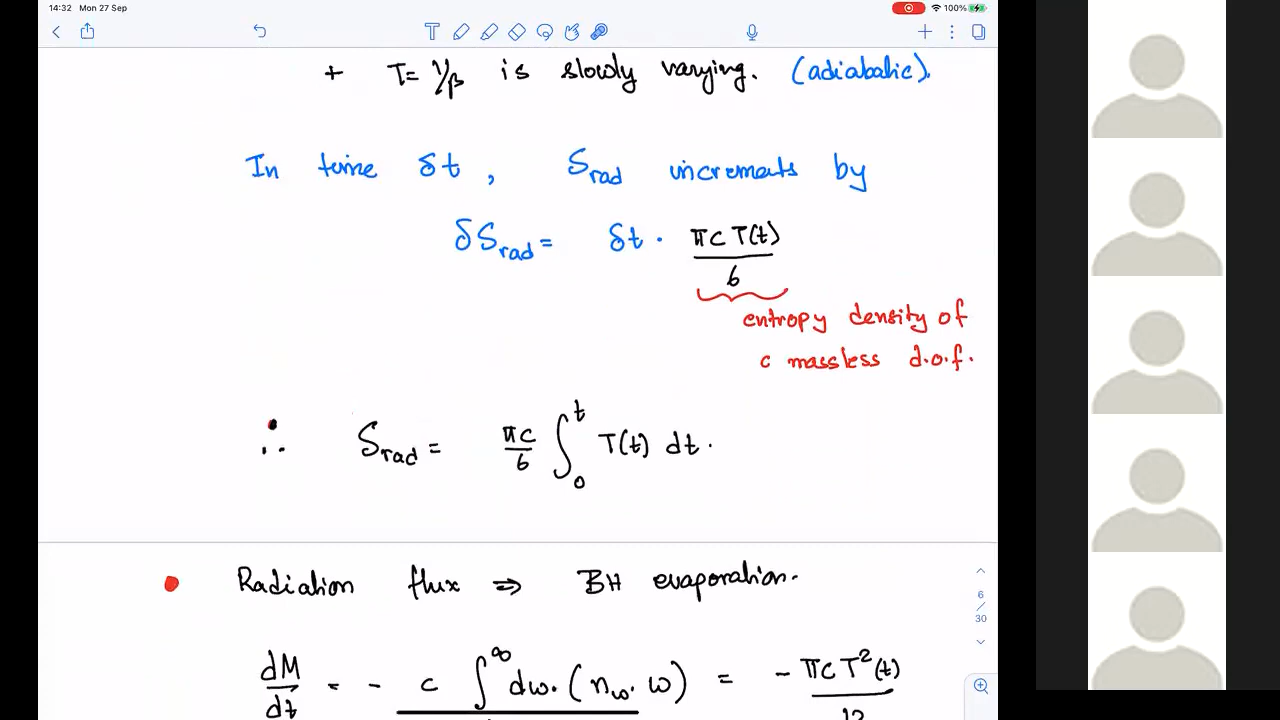 14:32 Mon 27 Sep 100%
+ T= 1/β is slowly varying. (adiabatic).
In time δt, S_rad increments by
δS_rad = δt · πc T(t) / 6
entropy density of
c massless d.o.f.
∴ S_rad = πc/6 ∫_0^t T(t) dt.
• Radiation flux ⇒ BH evaporation.
6
/
30
dM/dt = - c ∫^∞ dω. (n_ω. ω) = - πc T²(t) / 12